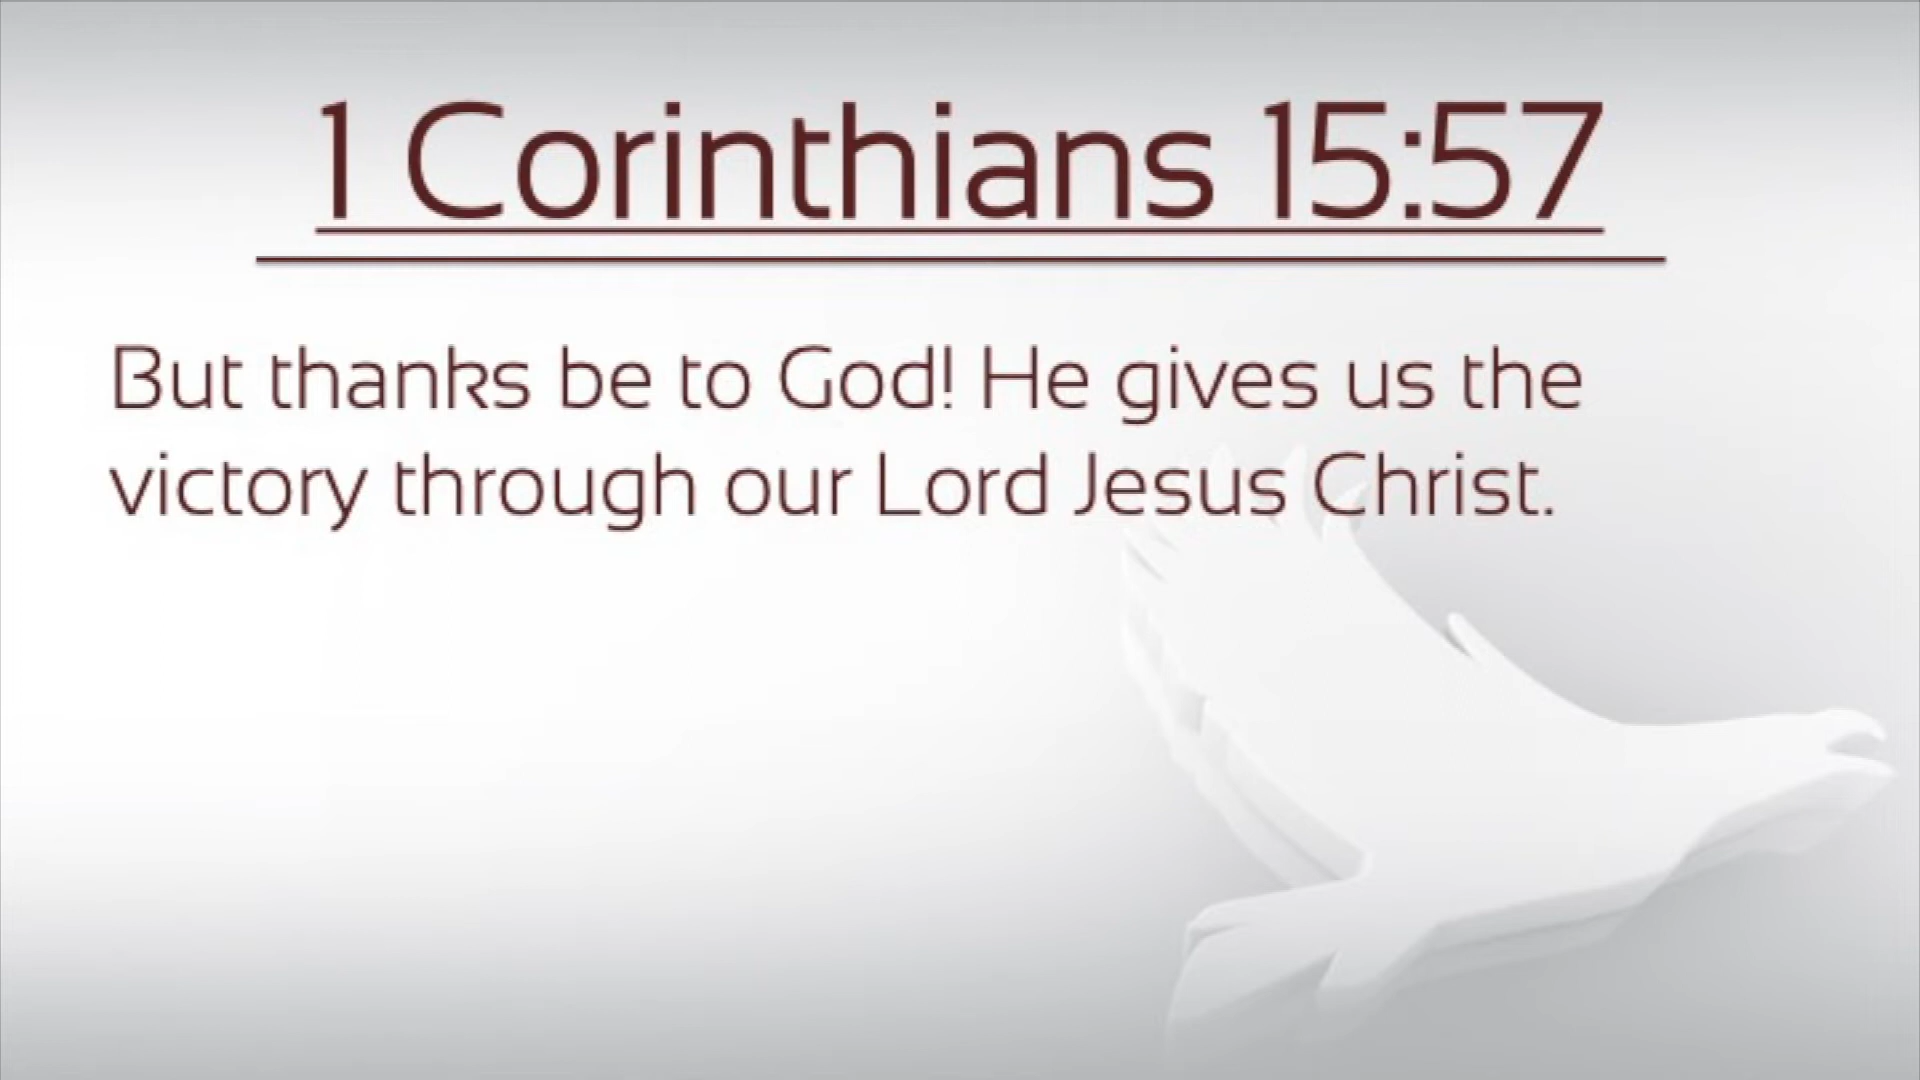 1 Corinthians 15:57
But thanks be to God! He gives us the
victory through our Lord Jesus Christ.